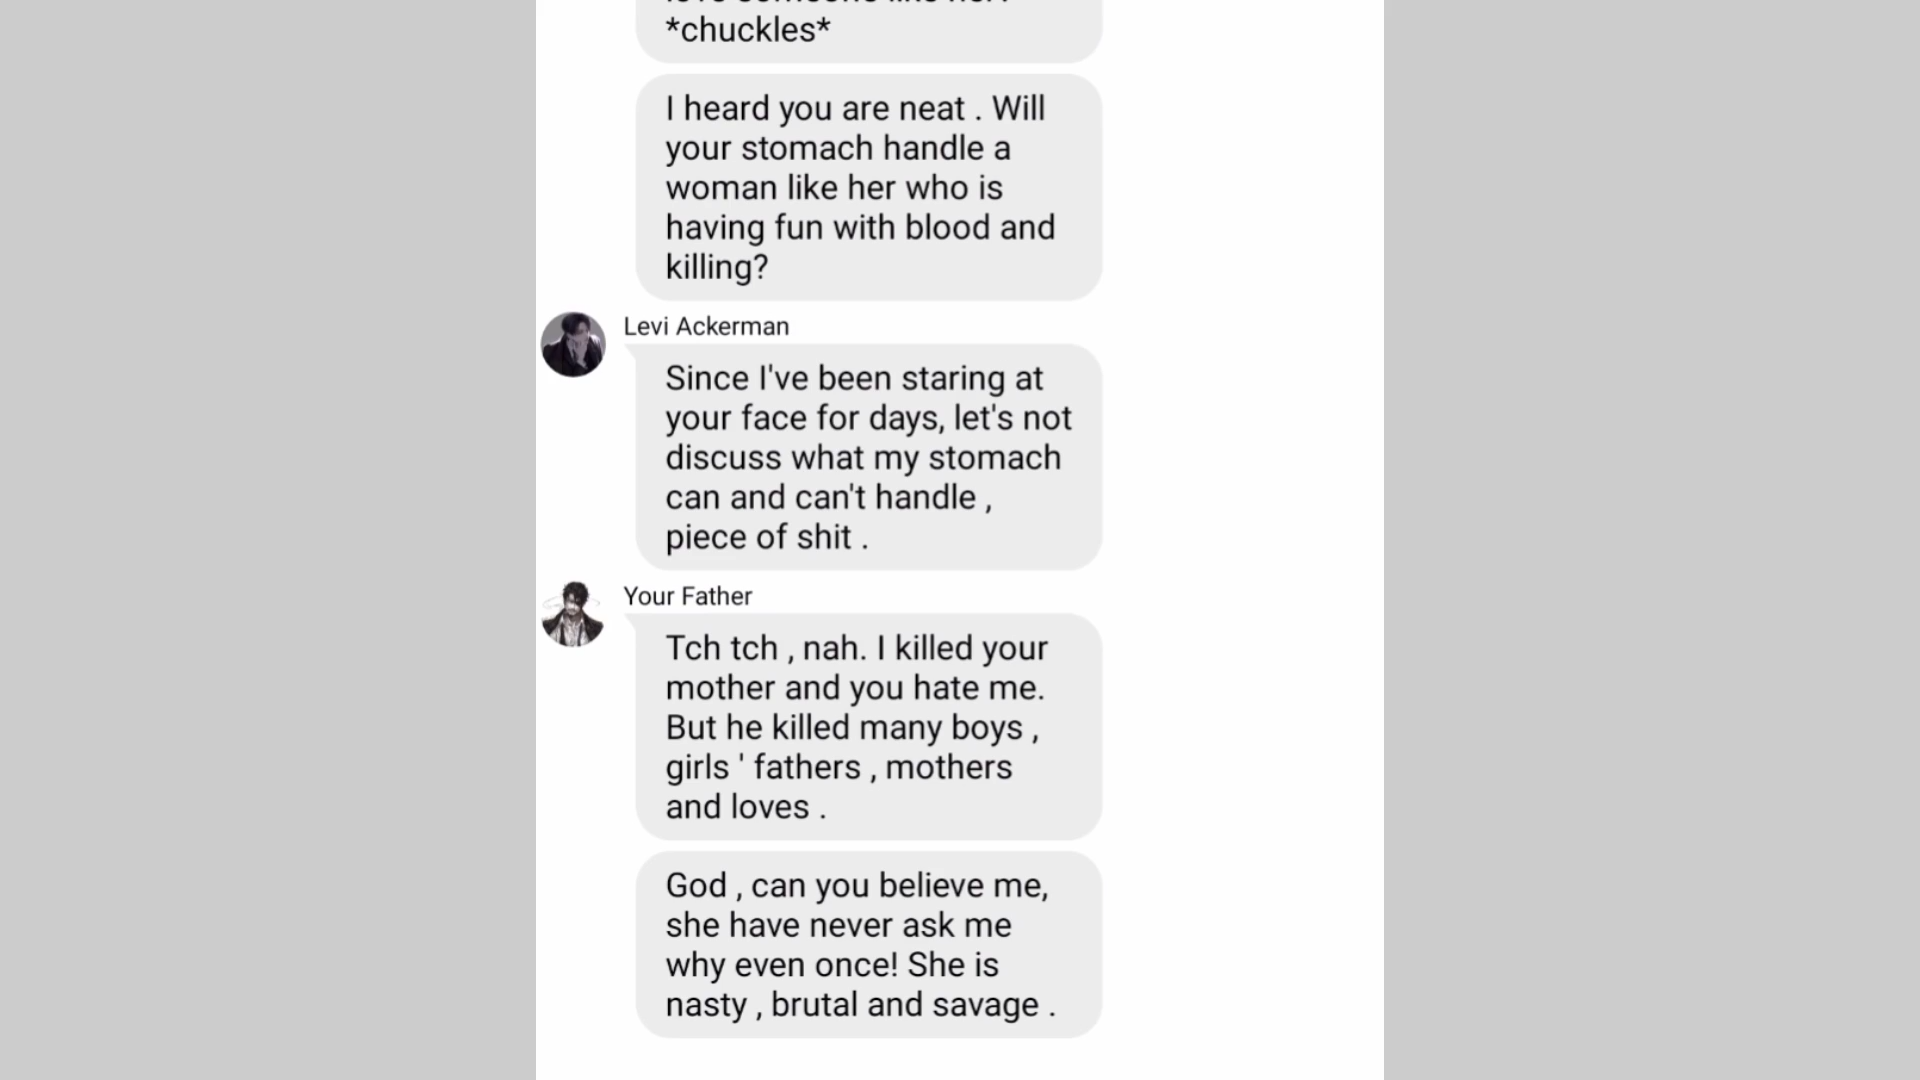 *chuckles*
I heard you are neat . Will
your stomach handle a
woman like her who is
having fun with blood and
killing?
Levi Ackerman
Since I've been staring at
your face for days, let's not
discuss what my stomach
can and can't handle ,
piece of shit .
Your Father
Tch tch , nah. I killed your
mother and you hate me.
But he killed many boys ,
girls ' fathers , mothers
and loves .
God , can you believe me,
she have never ask me
why even once! She is
nasty , brutal and savage .